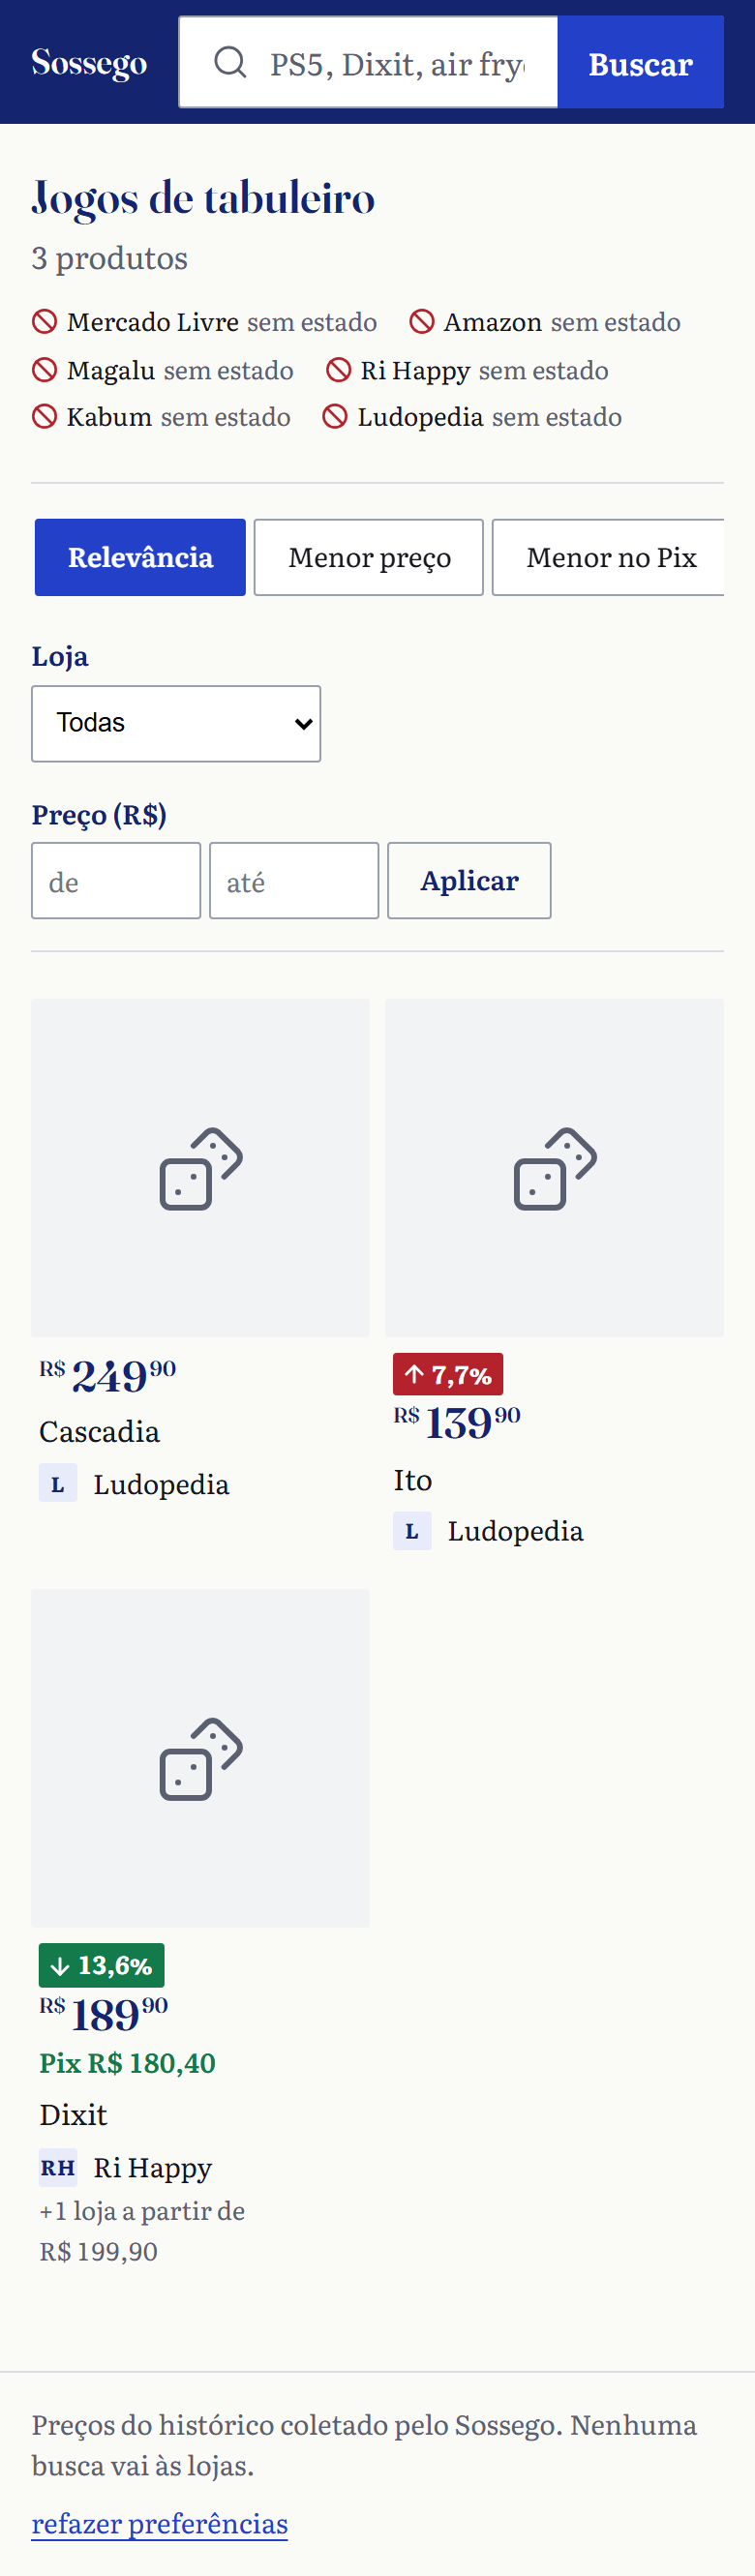 Sossego
PS5, Dixit, air fry
Buscar
Jogos de tabuleiro
3 produtos
Mercado Livre sem estado
Amazon sem estado
Magalu sem estado
Ri Happy sem estado
Kabum sem estado
Ludopedia sem estado
Relevância
Menor preço
Menor no Pix
Loja
Todas
Preço (R$)
de
até
Aplicar
R$ 249 90
Cascadia
L Ludopedia
↑ 7,7%
R$ 139 90
Ito
L Ludopedia
↓ 13,6%
R$ 189 90
Pix R$ 180,40
Dixit
RH Ri Happy
+1 loja a partir de
R$ 199,90
Preços do histórico coletado pelo Sossego. Nenhuma
busca vai às lojas.
refazer preferências